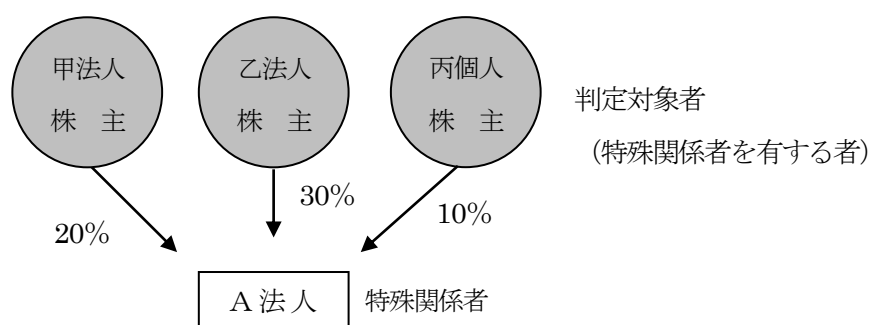 甲法人
株　主
乙法人
株　主
丙個人
株　主
判定対象者
（特殊関係者を有する者）
20%
30%
10%
A 法 人
特殊関係者